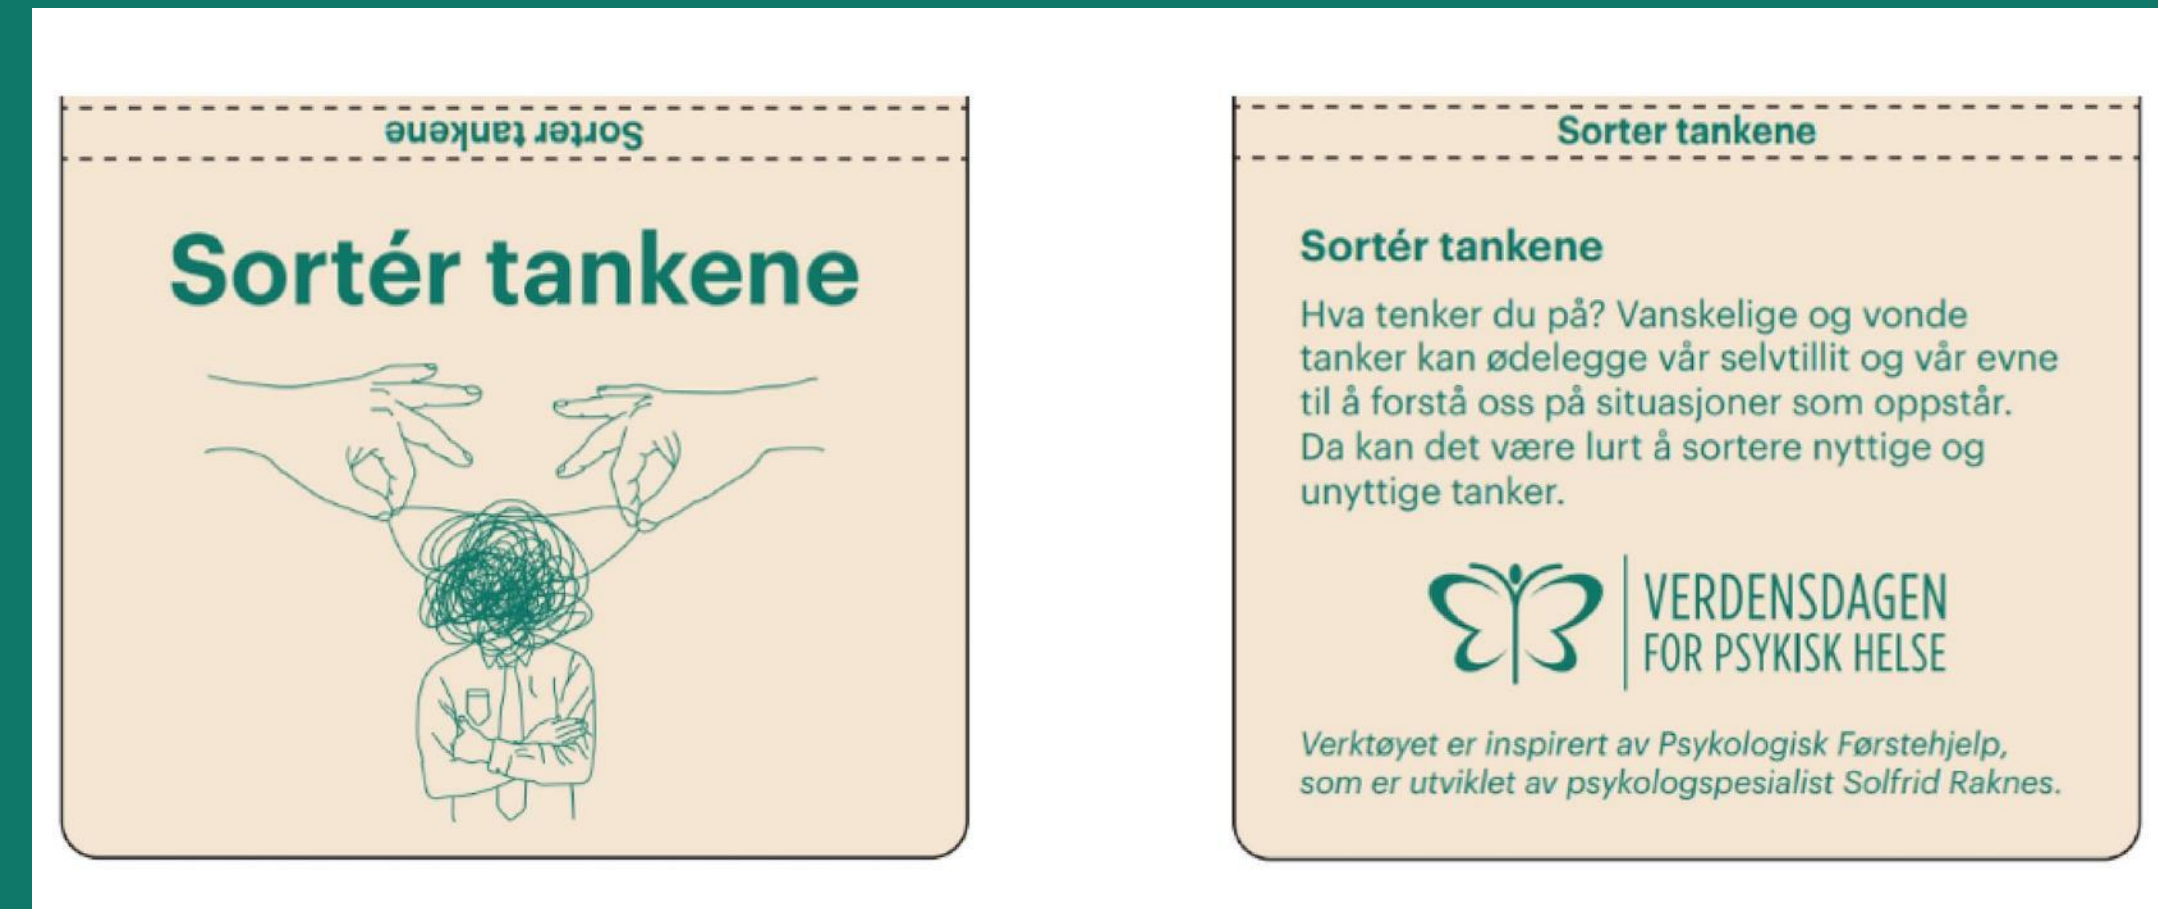 Sorter tankene
Sortér tankene
Sorter tankene
Sortér tankene
Hva tenker du på? Vanskelige og vonde
tanker kan ødelegge vår selvtillit og vår evne
til å forstå oss på situasjoner som oppstår.
Da kan det være lurt å sortere nyttige og
unyttige tanker.
VERDENSDAGEN
FOR PSYKISK HELSE
Verktøyet er inspirert av Psykologisk Førstehjelp,
som er utviklet av psykologspesialist Solfrid Raknes.